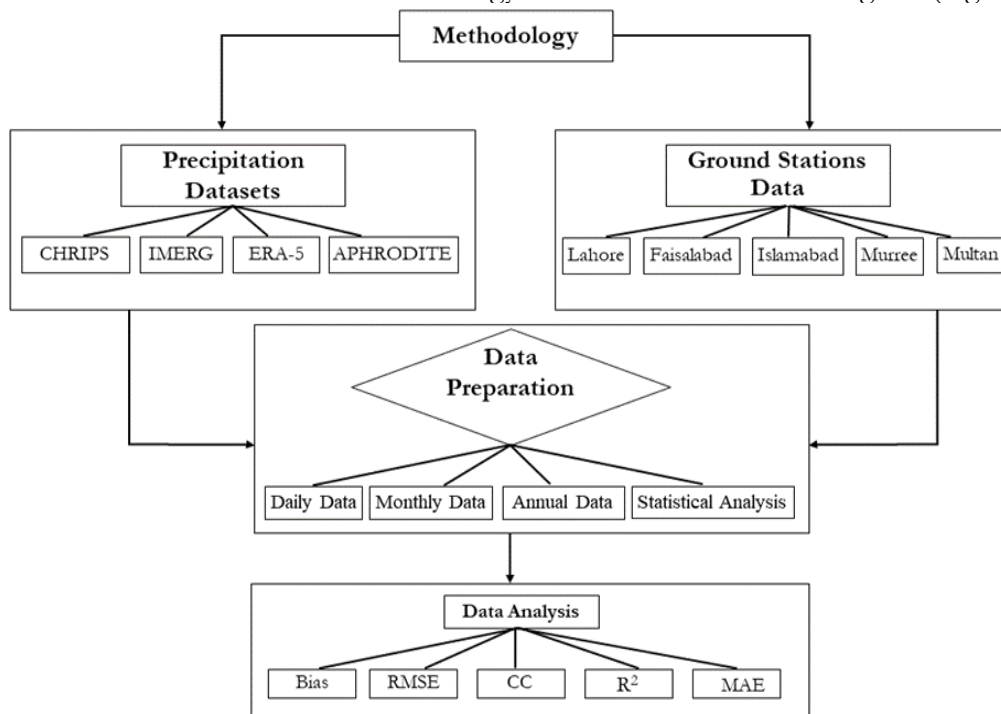 Methodology
Precipitation
Datasets
CHRIPS
IMERG
ERA-5
APHRODITE
Ground Stations
Data
Lahore
Faisalabad
Islamabad
Murree
Multan
Data
Preparation
Daily Data
Monthly Data
Annual Data
Statistical Analysis
Data Analysis
Bias
RMSE
CC
R²
MAE